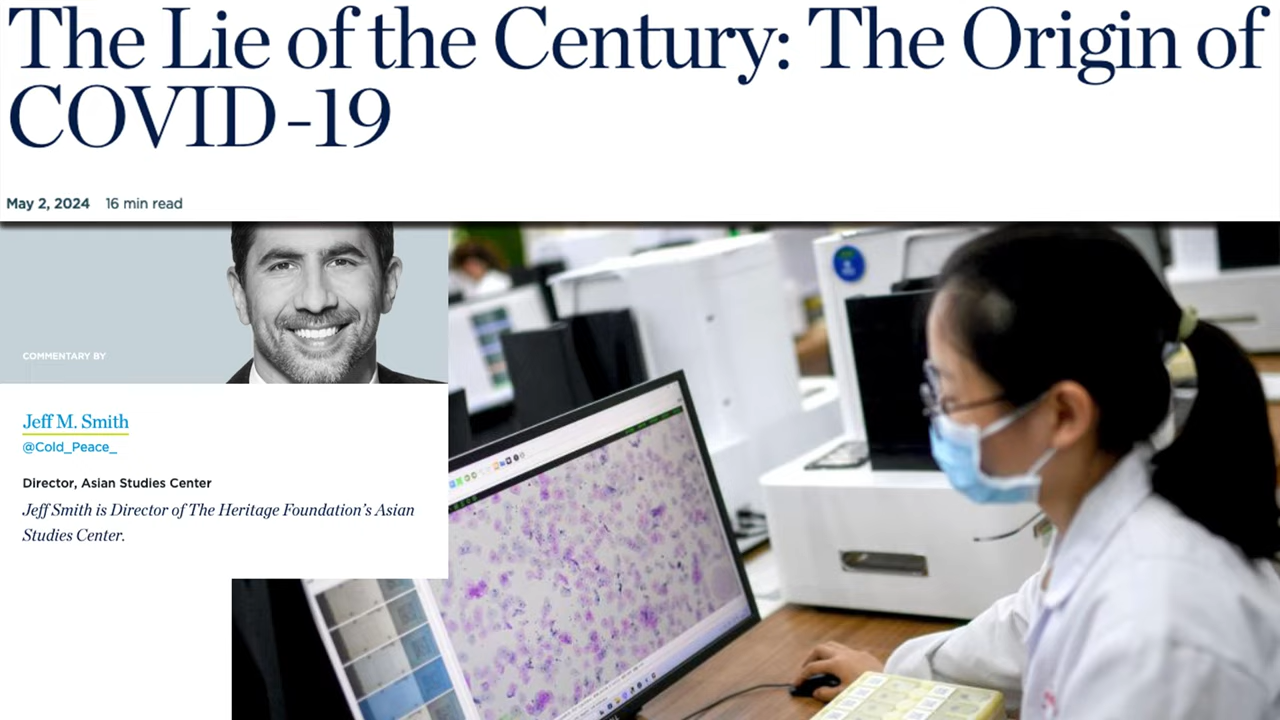 The Lie of the Century: The Origin of
COVID-19
May 2, 2024 16 min read
COMMENTARY BY
Jeff M. Smith
@Cold_Peace_
Director, Asian Studies Center
Jeff Smith is Director of The Heritage Foundation's Asian
Studies Center.